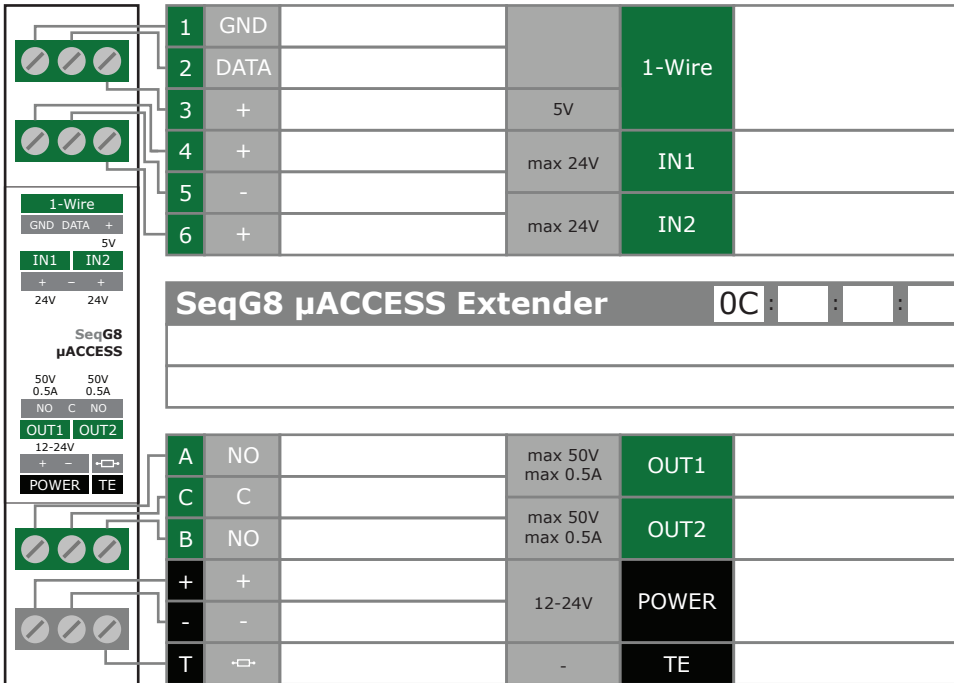 1 GND
2 DATA 1-Wire
3 + 5V
4 + max 24V IN1
5 -
6 + max 24V IN2
1-Wire
GND DATA +
5V
IN1 IN2
+ − +
24V 24V
SeqG8
µACCESS
50V 50V
0.5A 0.5A
NO C NO
OUT1 OUT2
12-24V
+ −
POWER TE
SeqG8 µACCESS Extender 0C : : :
A NO max 50V OUT1
max 0.5A
C C
max 50V OUT2
B NO max 0.5A
+ + 12-24V POWER
- -
T - TE